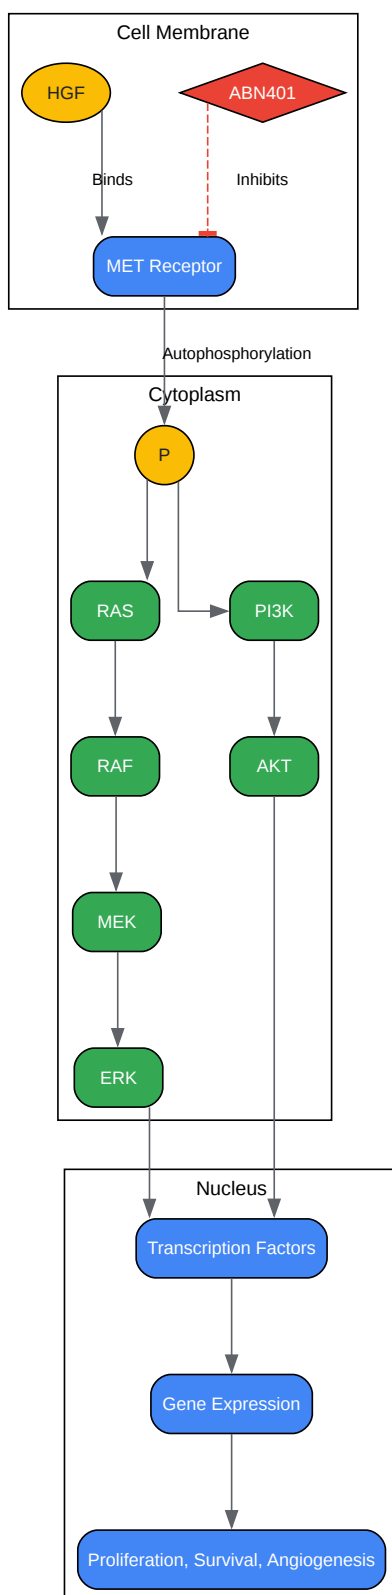 Cell Membrane
HGF
ABN401
Binds
Inhibits
MET Receptor
Autophosphorylation
Cytoplasm
P
RAS
PI3K
RAF
AKT
MEK
ERK
Nucleus
Transcription Factors
Gene Expression
Proliferation, Survival, Angiogenesis